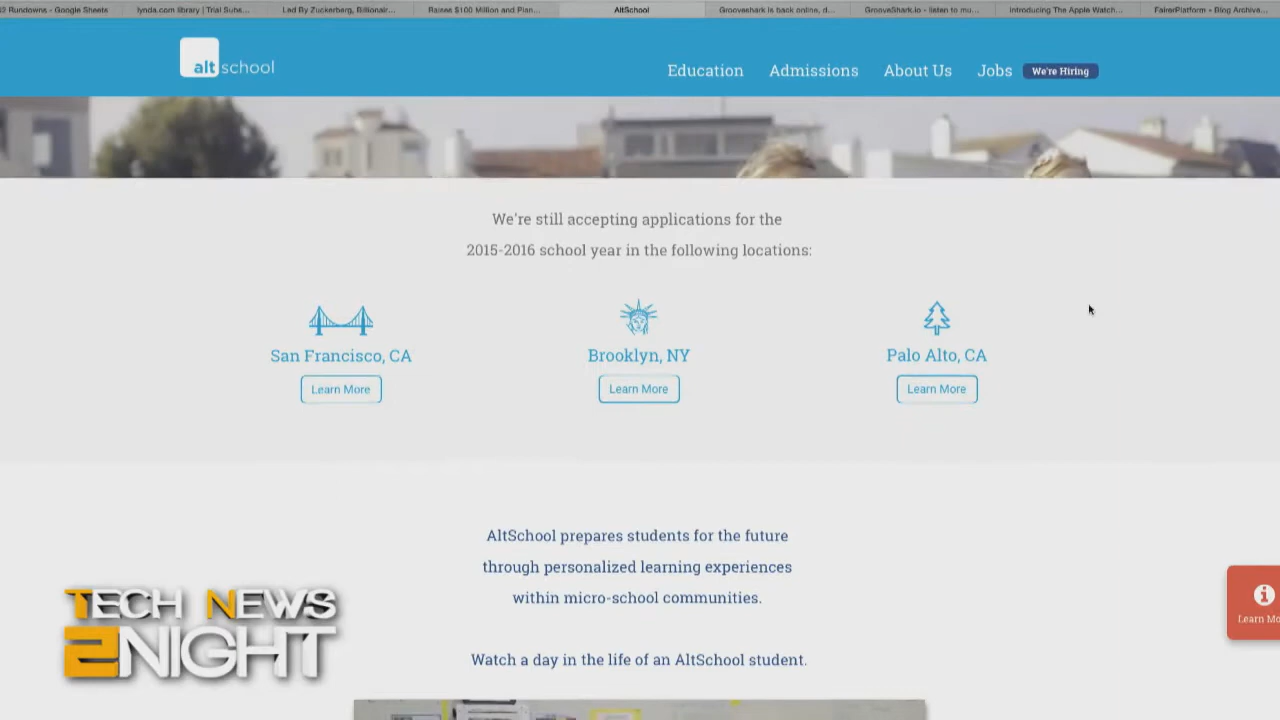 Rundowns - Google Sheets
lynda.com library | Trial Subs...
Led By Zuckerberg, Billionair...
Raises $100 Million and Plan...
AltSchool
Grooveshark is back online, d...
GrooveShark.io - listen to mu...
Introducing The Apple Watch...
FairerPlatform » Blog Archive...
alt school
Education
Admissions
About Us
Jobs
We're Hiring
We're still accepting applications for the
2015-2016 school year in the following locations:
San Francisco, CA
Brooklyn, NY
Palo Alto, CA
Learn More
Learn More
Learn More
AltSchool prepares students for the future
through personalized learning experiences
within micro-school communities.
Watch a day in the life of an AltSchool student.
Learn Mo
TECH NEWS
2NIGHT